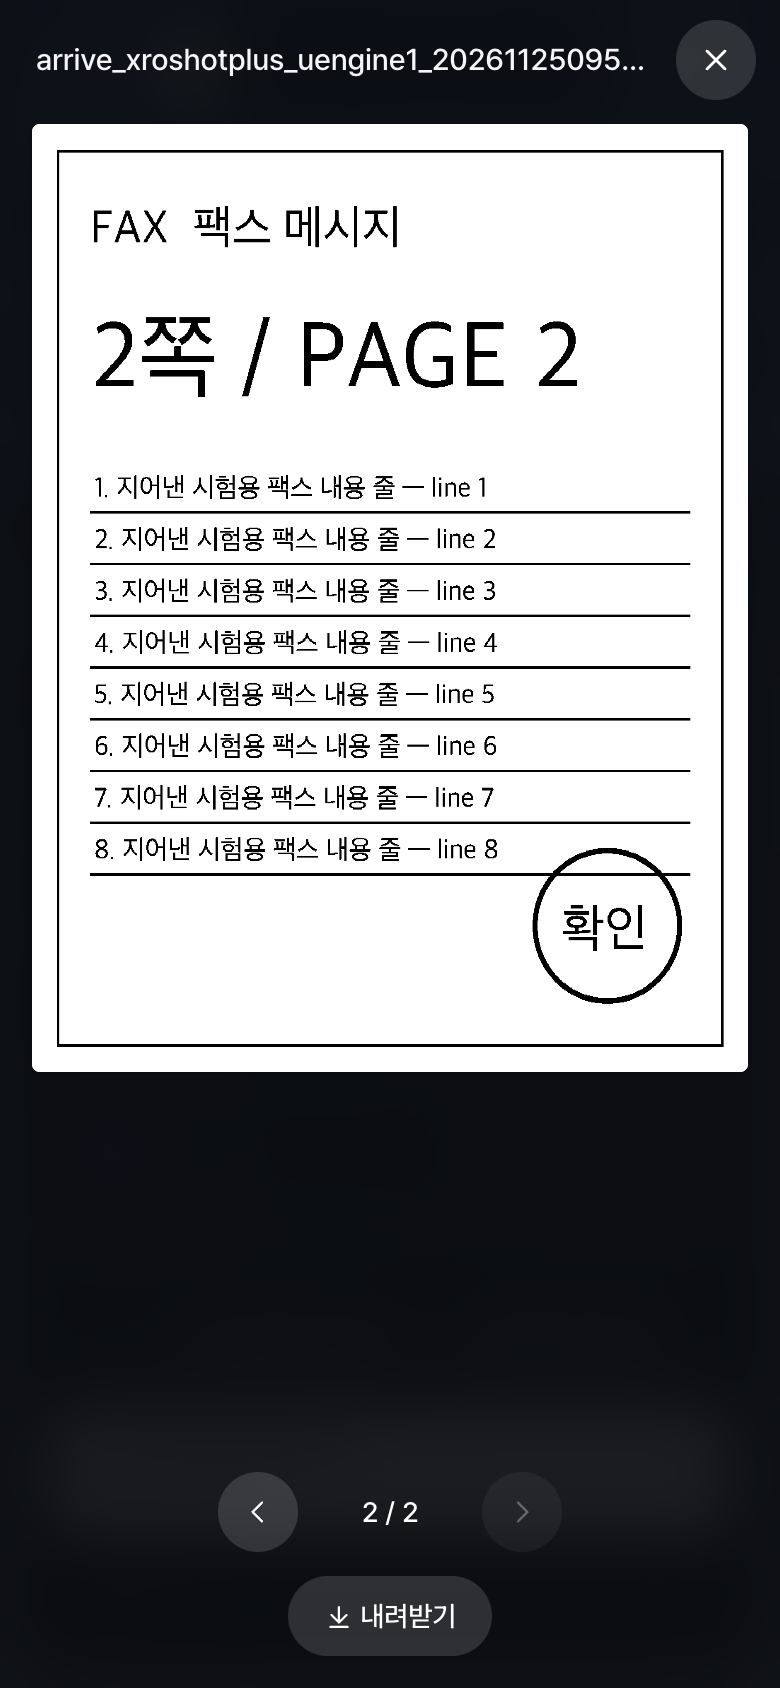 arrive_xroshotplus_uengine1_20261125095...
FAX 팩스 메시지
2쪽 / PAGE 2
1. 지어낸 시험용 팩스 내용 줄 — line 1
2. 지어낸 시험용 팩스 내용 줄 — line 2
3. 지어낸 시험용 팩스 내용 줄 — line 3
4. 지어낸 시험용 팩스 내용 줄 — line 4
5. 지어낸 시험용 팩스 내용 줄 — line 5
6. 지어낸 시험용 팩스 내용 줄 — line 6
7. 지어낸 시험용 팩스 내용 줄 — line 7
8. 지어낸 시험용 팩스 내용 줄 — line 8
확인
2 / 2
내려받기